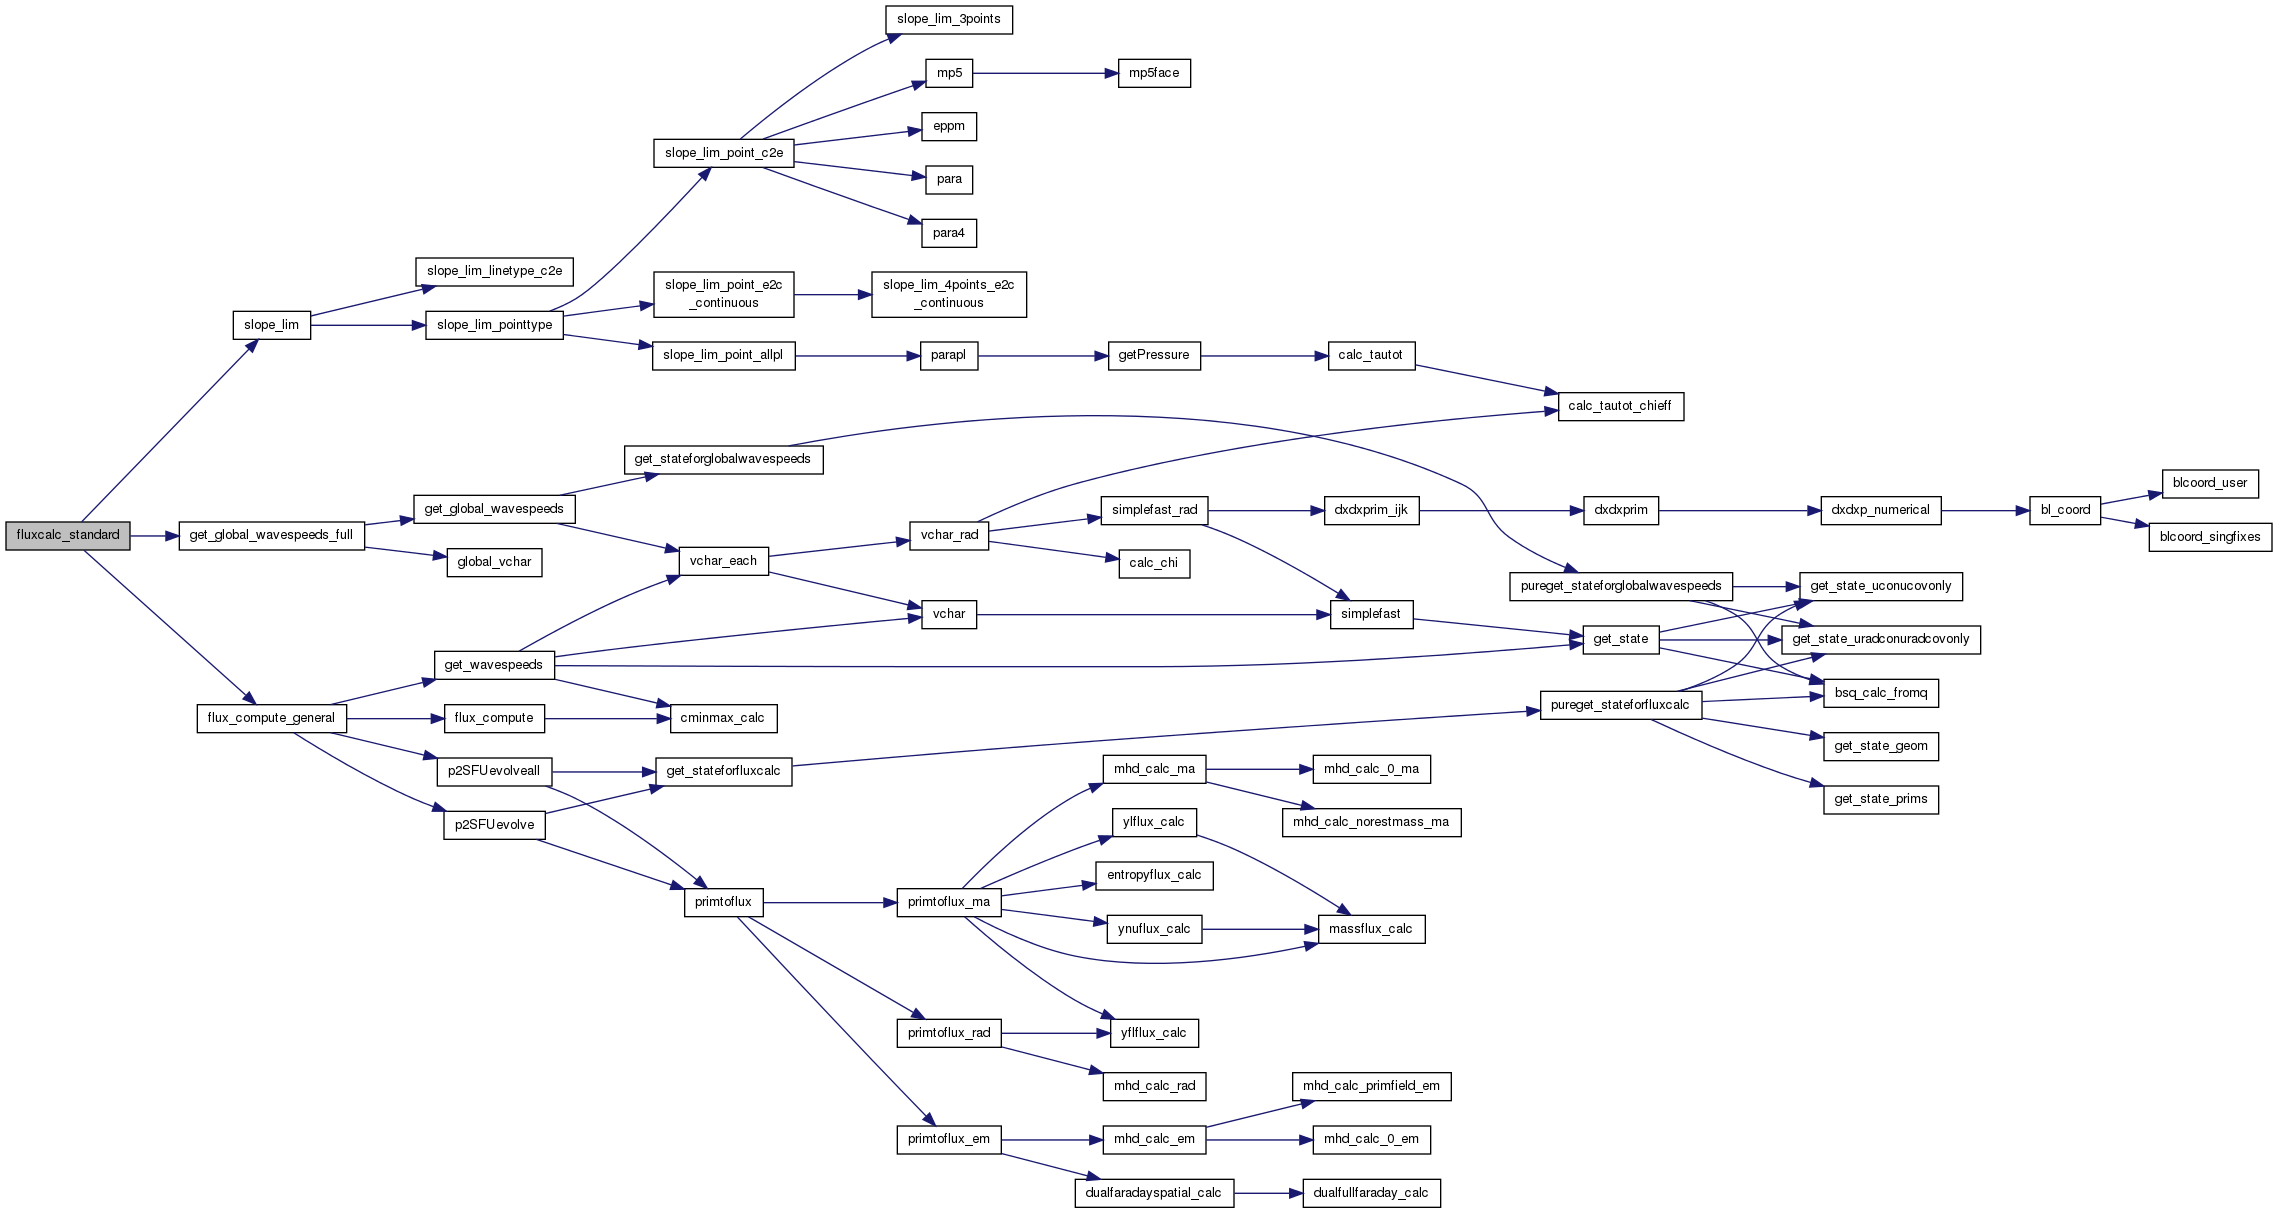 slope_lim_3points
mp5
mp5face
eppm
slope_lim_point_c2e
para
para4
slope_lim_linetype_c2e
slope_lim_point_e2c
_continuous
slope_lim_4points_e2c
_continuous
slope_lim
slope_lim_pointtype
slope_lim_point_allpl
parapl
getPressure
calc_tautot
calc_tautot_chieff
get_stateforglobalwavespeeds
blcoord_user
get_global_wavespeeds
simplefast_rad
dxdxprim_ijk
dxdxprim
dxdxp_numerical
bl_coord
fluxcalc_standard
get_global_wavespeeds_full
vchar_rad
blcoord_singfixes
global_vchar
vchar_each
calc_chi
pureget_stateforglobalwavespeeds
get_state_uconucovonly
vchar
simplefast
get_state
get_state_uradconuradcovonly
get_wavespeeds
bsq_calc_fromq
flux_compute_general
flux_compute
cminmax_calc
pureget_stateforfluxcalc
get_state_geom
p2SFUevolveall
get_stateforfluxcalc
mhd_calc_ma
mhd_calc_0_ma
get_state_prims
p2SFUevolve
ylflux_calc
mhd_calc_norestmass_ma
entropyflux_calc
primtoflux
primtoflux_ma
ynuflux_calc
massflux_calc
primtoflux_rad
yflflux_calc
mhd_calc_rad
mhd_calc_primfield_em
primtoflux_em
mhd_calc_em
mhd_calc_0_em
dualfaradayspatial_calc
dualfullfaraday_calc